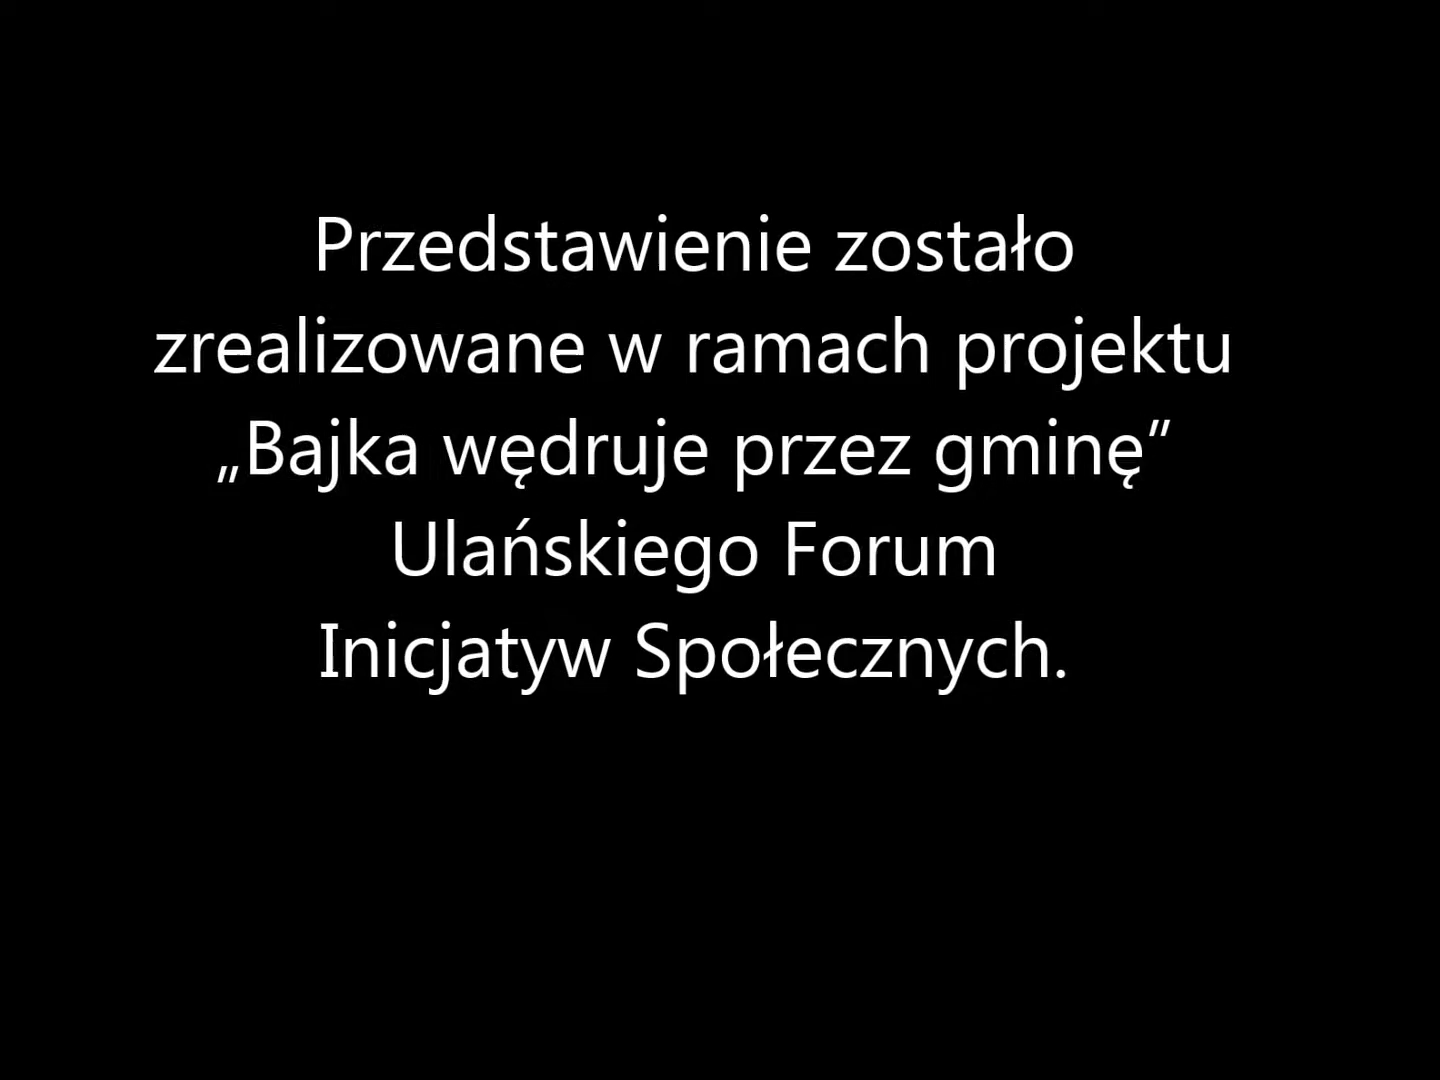 Przedstawienie zostało
zrealizowane w ramach projektu
„Bajka wędruje przez gminę”
Ulańskiego Forum
Inicjatyw Społecznych.